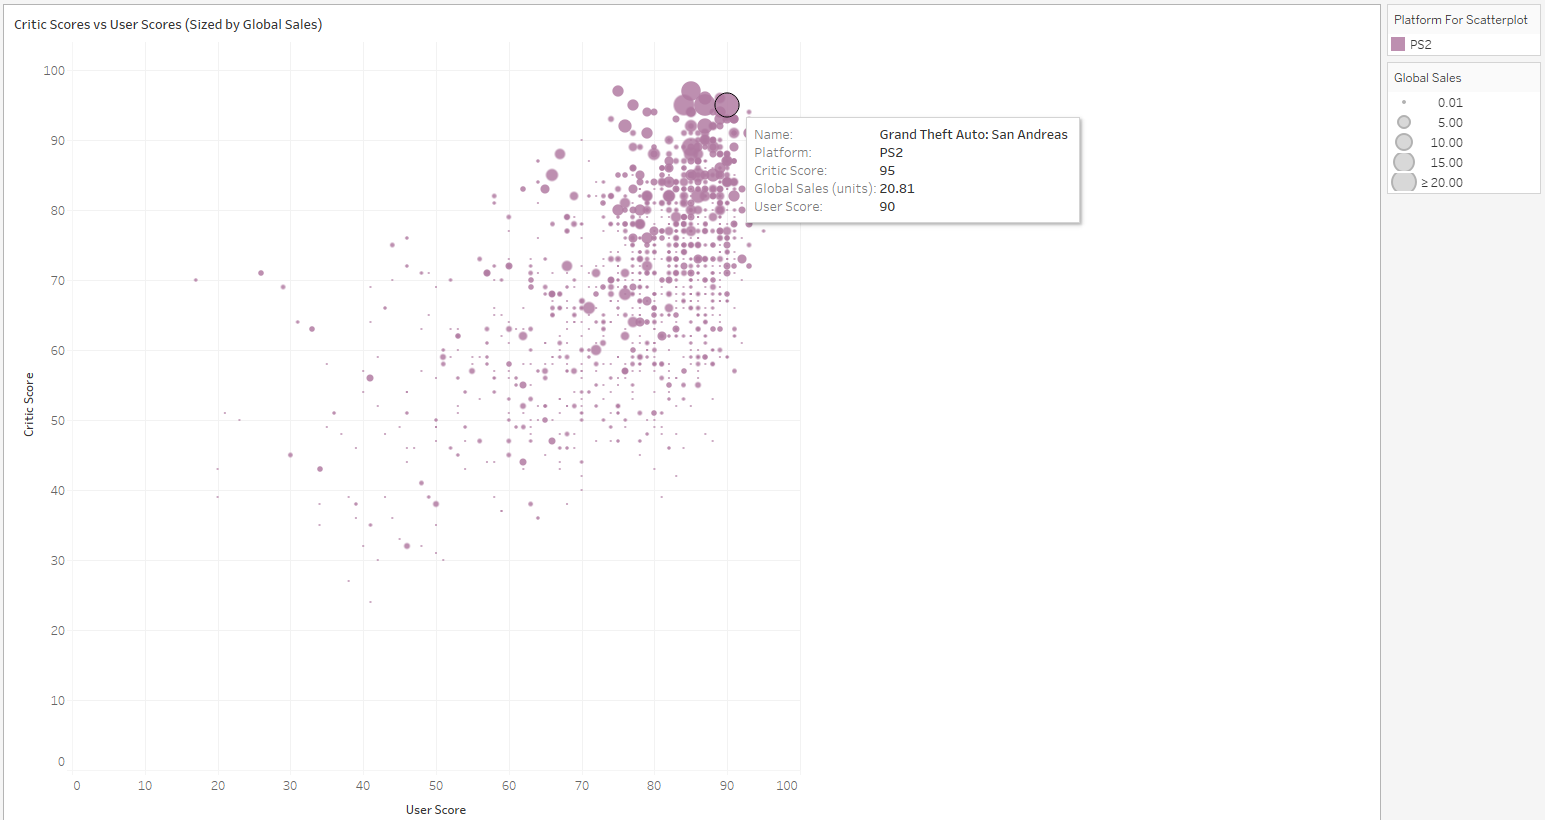 Critic Scores vs User Scores (Sized by Global Sales)
100
90
80
70
60
50
40
30
20
10
0
Critic Score
0 10 20 30 40 50 60 70 80 90 100
User Score
Name: Grand Theft Auto: San Andreas
Platform: PS2
Critic Score: 95
Global Sales (units): 20.81
User Score: 90
Platform For Scatterplot
PS2
Global Sales
0.01
5.00
10.00
15.00
≥ 20.00